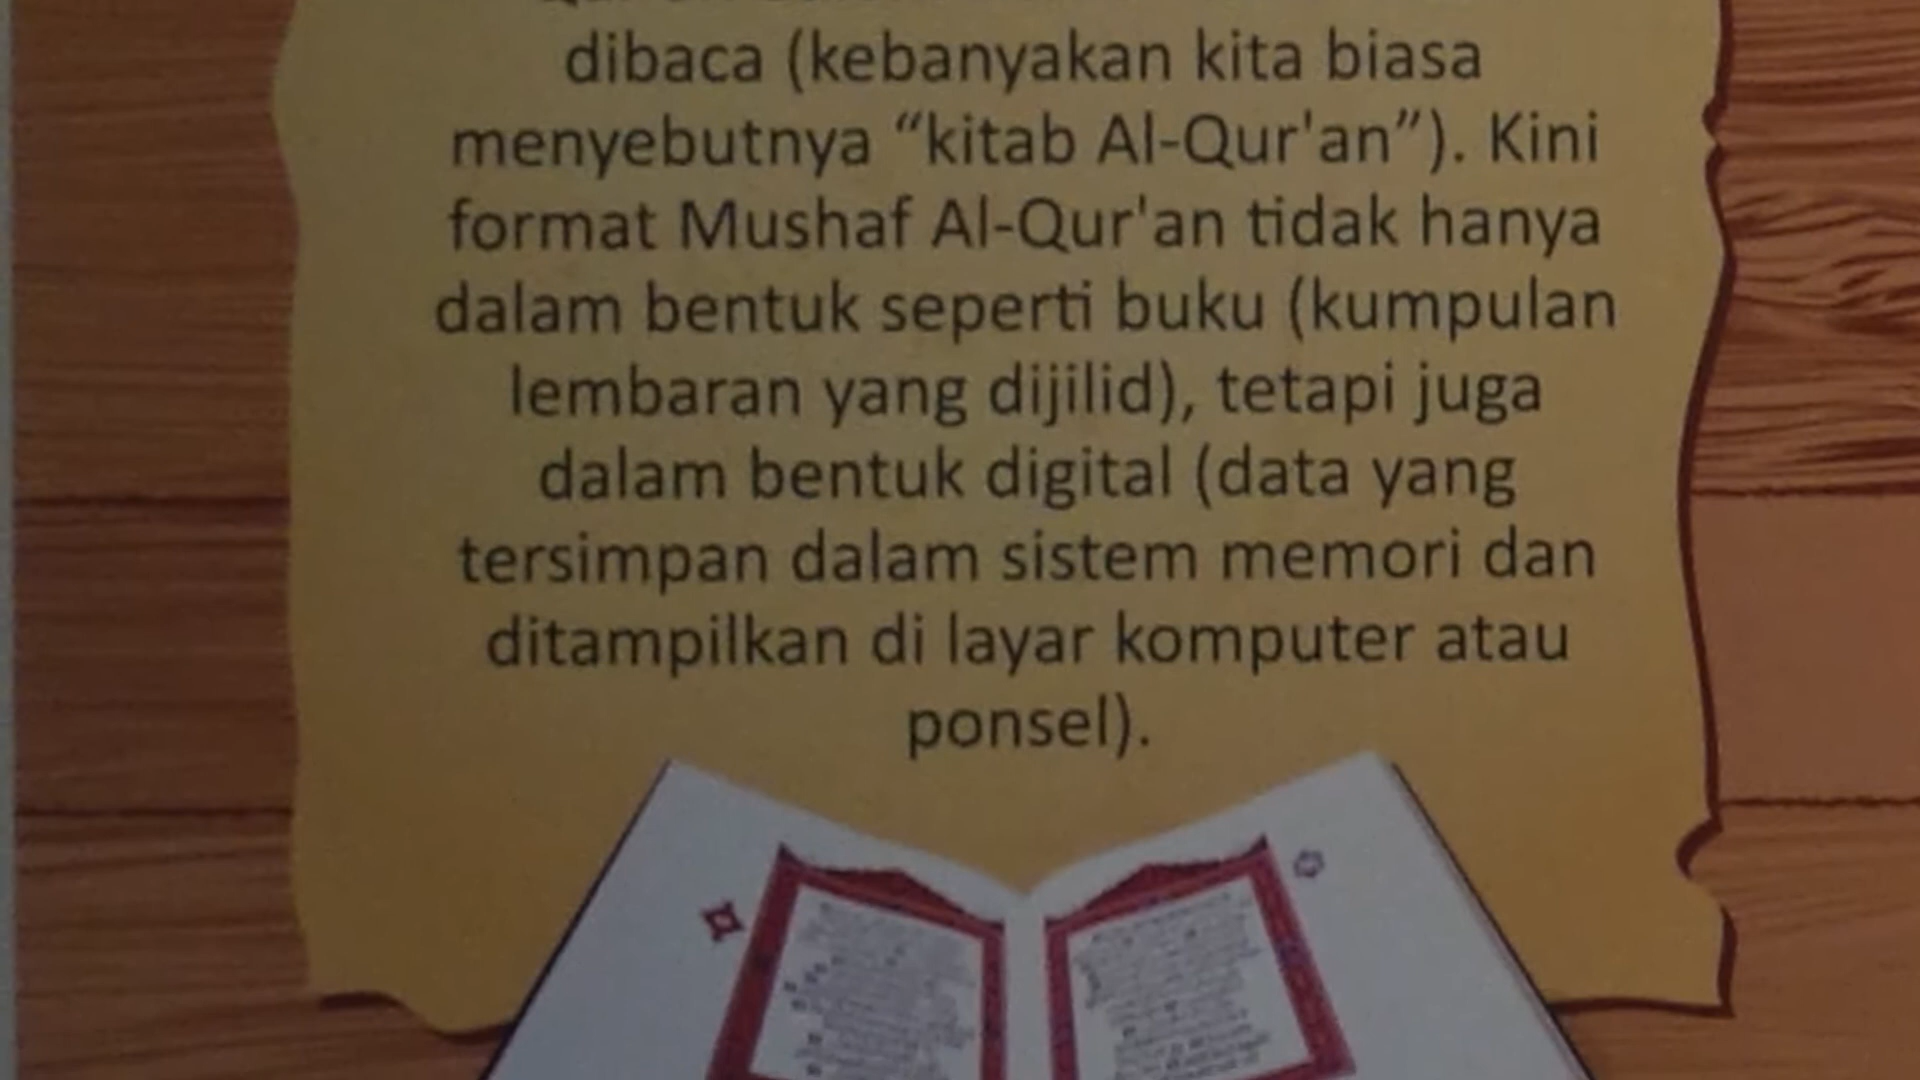 dibaca (kebanyakan kita biasa
menyebutnya “kitab Al-Qur'an”). Kini
format Mushaf Al-Qur'an tidak hanya
dalam bentuk seperti buku (kumpulan
lembaran yang dijilid), tetapi juga
dalam bentuk digital (data yang
tersimpan dalam sistem memori dan
ditampilkan di layar komputer atau
ponsel).